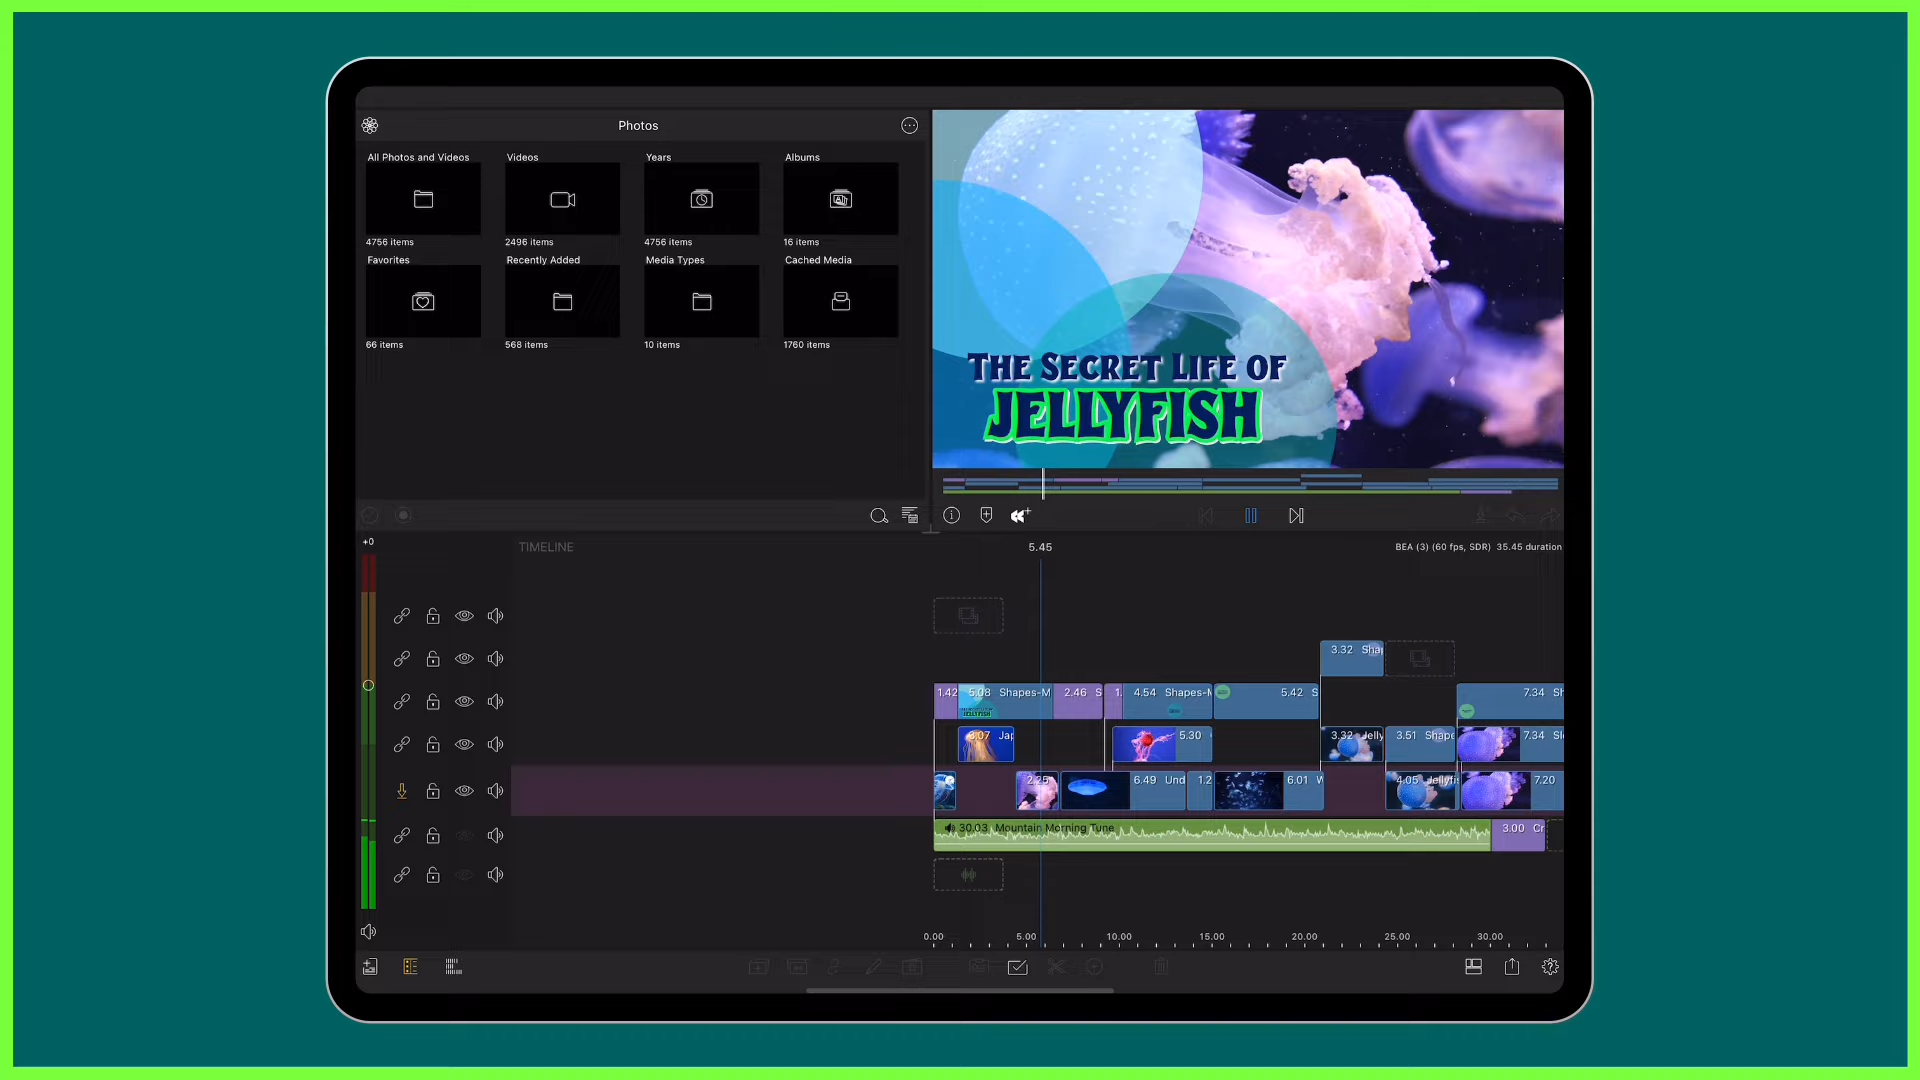 Photos
All Photos and Videos
Videos
Years
Albums
4756 items
2496 items
4756 items
16 items
Favorites
Recently Added
Media Types
Cached Media
66 items
568 items
10 items
1760 items
THE SECRET LIFE OF
JELLYFISH
+0
TIMELINE
5.45
BEA (3) (60 fps, SDR) 35.45 duration
3.32 Shap
1.42
5.08 Shapes-M
2.46 S
1.
4.54 Shapes-M
5.42 S
7.34 Sh
3.07 Jap
5.30
3.32 Jelly
3.51 Shape
7.34
2.25
6.49 Und
1.2
6.01
4.05 Jellyfis
7.20
30.03 Mountain Morning Tune
3.00 Cr
0.00
5.00
10.00
15.00
20.00
25.00
30.00